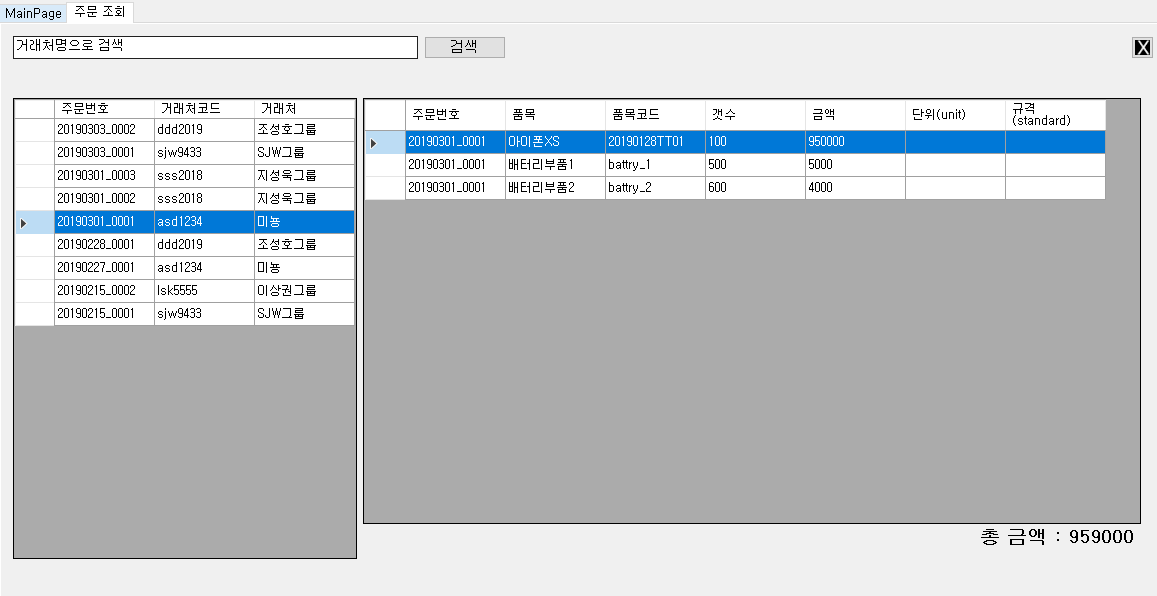 MainPage 주문 조회
거래처명으로 검색 검색 X
주문번호 거래처코드 거래처
20190303_0002 ddd2019 조성호그룹
20190303_0001 sjw9433 SJW그룹
20190301_0003 sss2018 지성욱그룹
20190301_0002 sss2018 지성욱그룹
20190301_0001 asd1234 미농
20190228_0001 ddd2019 조성호그룹
20190227_0001 asd1234 미농
20190215_0002 lsk5555 이상권그룹
20190215_0001 sjw9433 SJW그룹
주문번호 품목 품목코드 갯수 금액 단위(unit) 규격
(standard)
20190301_0001 아이폰XS 20190128TT01 100 950000
20190301_0001 배터리부품1 battry_1 500 5000
20190301_0001 배터리부품2 battry_2 600 4000
총 금액 : 959000